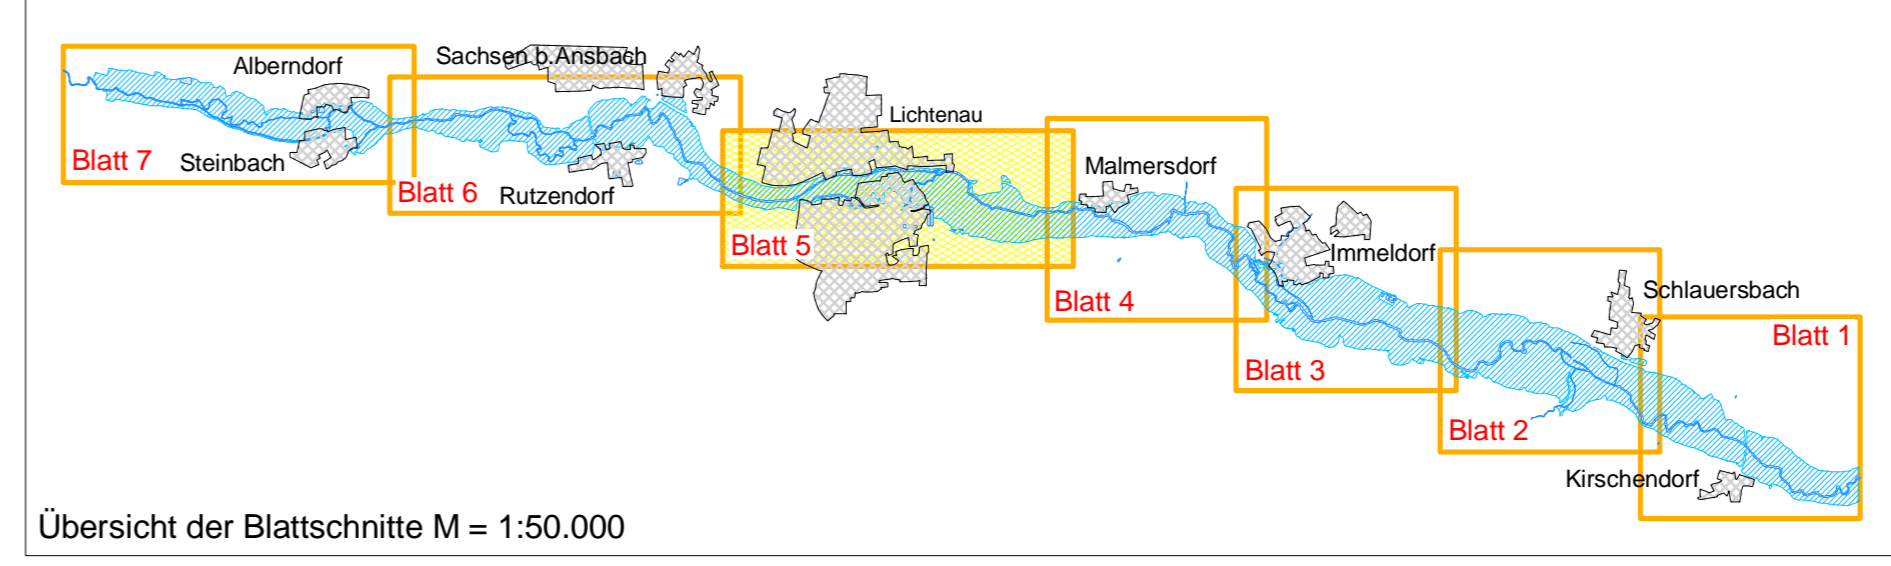 Alberndorf
Sachsen b.Ansbach
Lichtenau
Blatt 7
Steinbach
Blatt 6
Rutzendorf
Malmersdorf
Blatt 5
Immeldorf
Blatt 4
Schlauersbach
Blatt 1
Blatt 3
Blatt 2
Kirschendorf
Übersicht der Blattschnitte M = 1:50.000